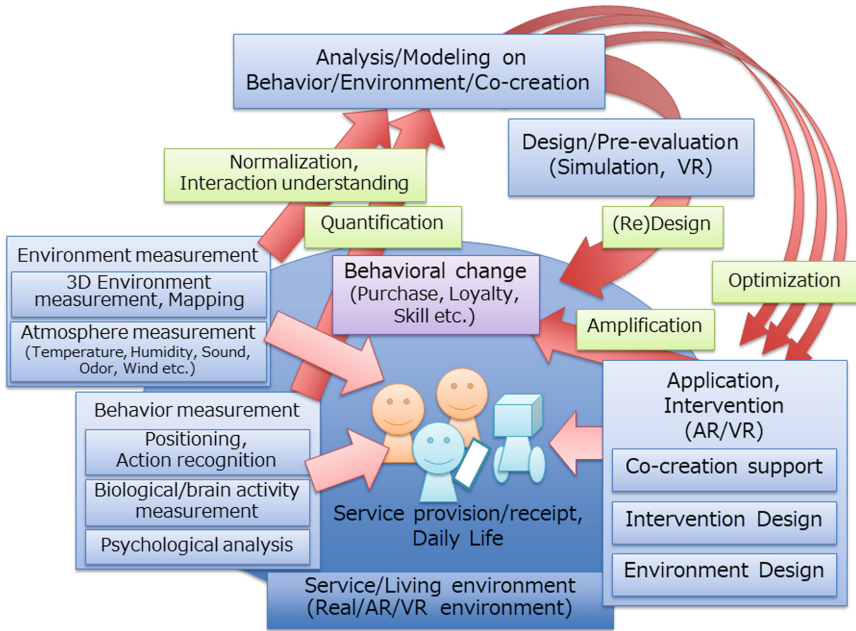 Analysis/Modeling on
Behavior/Environment/Co-creation
Design/Pre-evaluation
(Simulation, VR)
Normalization,
Interaction understanding
Quantification
(Re)Design
Optimization
Environment measurement
3D Environment
measurement, Mapping
Atmosphere measurement
(Temperature, Humidity, Sound,
Odor, Wind etc.)
Behavioral change
(Purchase, Loyalty,
Skill etc.)
Amplification
Behavior measurement
Positioning,
Action recognition
Biological/brain activity
measurement
Psychological analysis
Application,
Intervention
(AR/VR)
Co-creation support
Intervention Design
Environment Design
Service provision/receipt,
Daily Life
Service/Living environment
(Real/AR/VR environment)